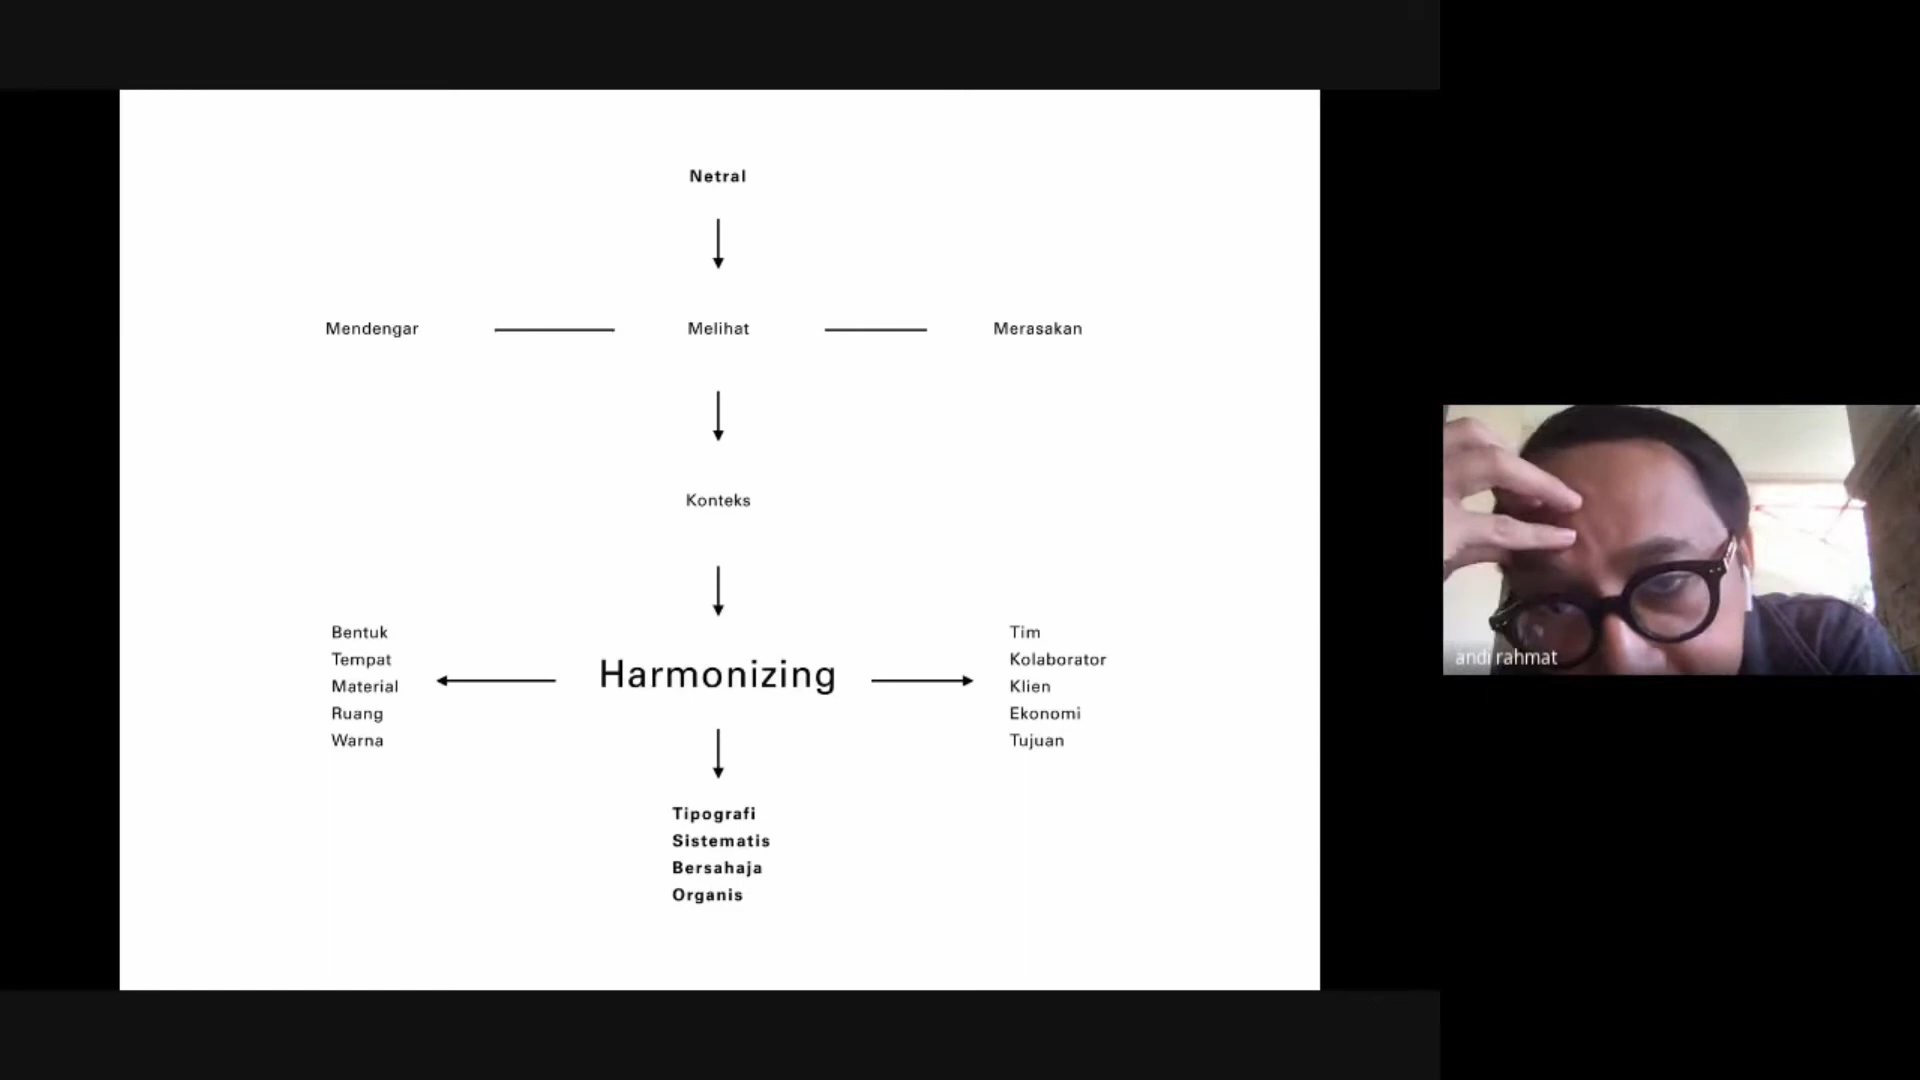 Netral
Mendengar Melihat Merasakan
Konteks
Bentuk
Tempat
Material
Ruang
Warna
Harmonizing
Tim
Kolaborator
Klien
Ekonomi
Tujuan
Tipografi
Sistematis
Bersahaja
Organis
andi rahmat